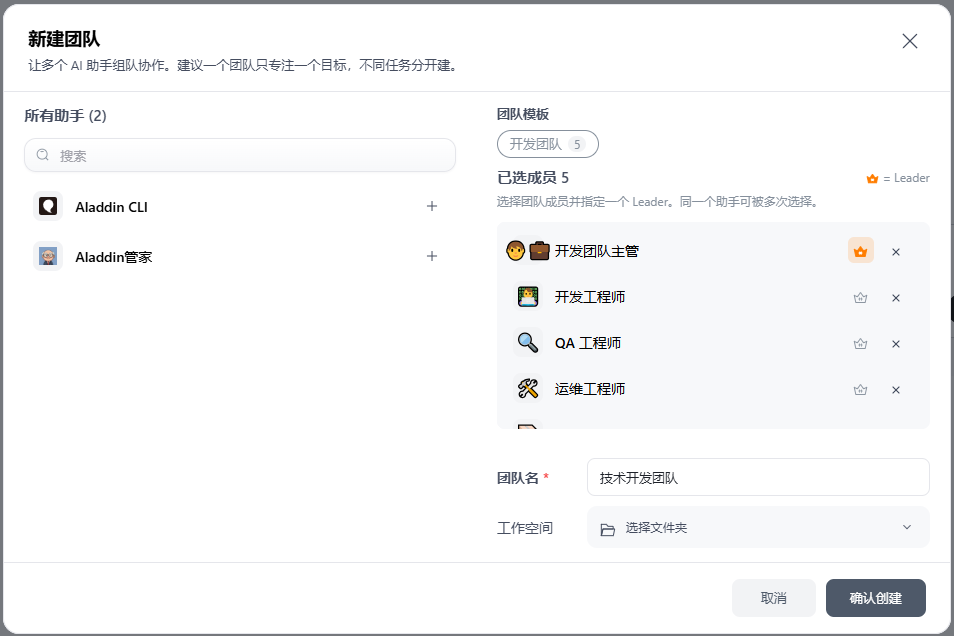 新建团队
让多个 AI 助手组队协作。建议一个团队只专注一个目标，不同任务分开建。
所有助手 (2)
搜索
Aladdin CLI
Aladdin管家
团队模板
开发团队 5
已选成员 5
= Leader
选择团队成员并指定一个 Leader。同一个助手可被多次选择。
开发团队主管
开发工程师
QA 工程师
运维工程师
团队名 *
技术开发团队
工作空间
选择文件夹
取消
确认创建